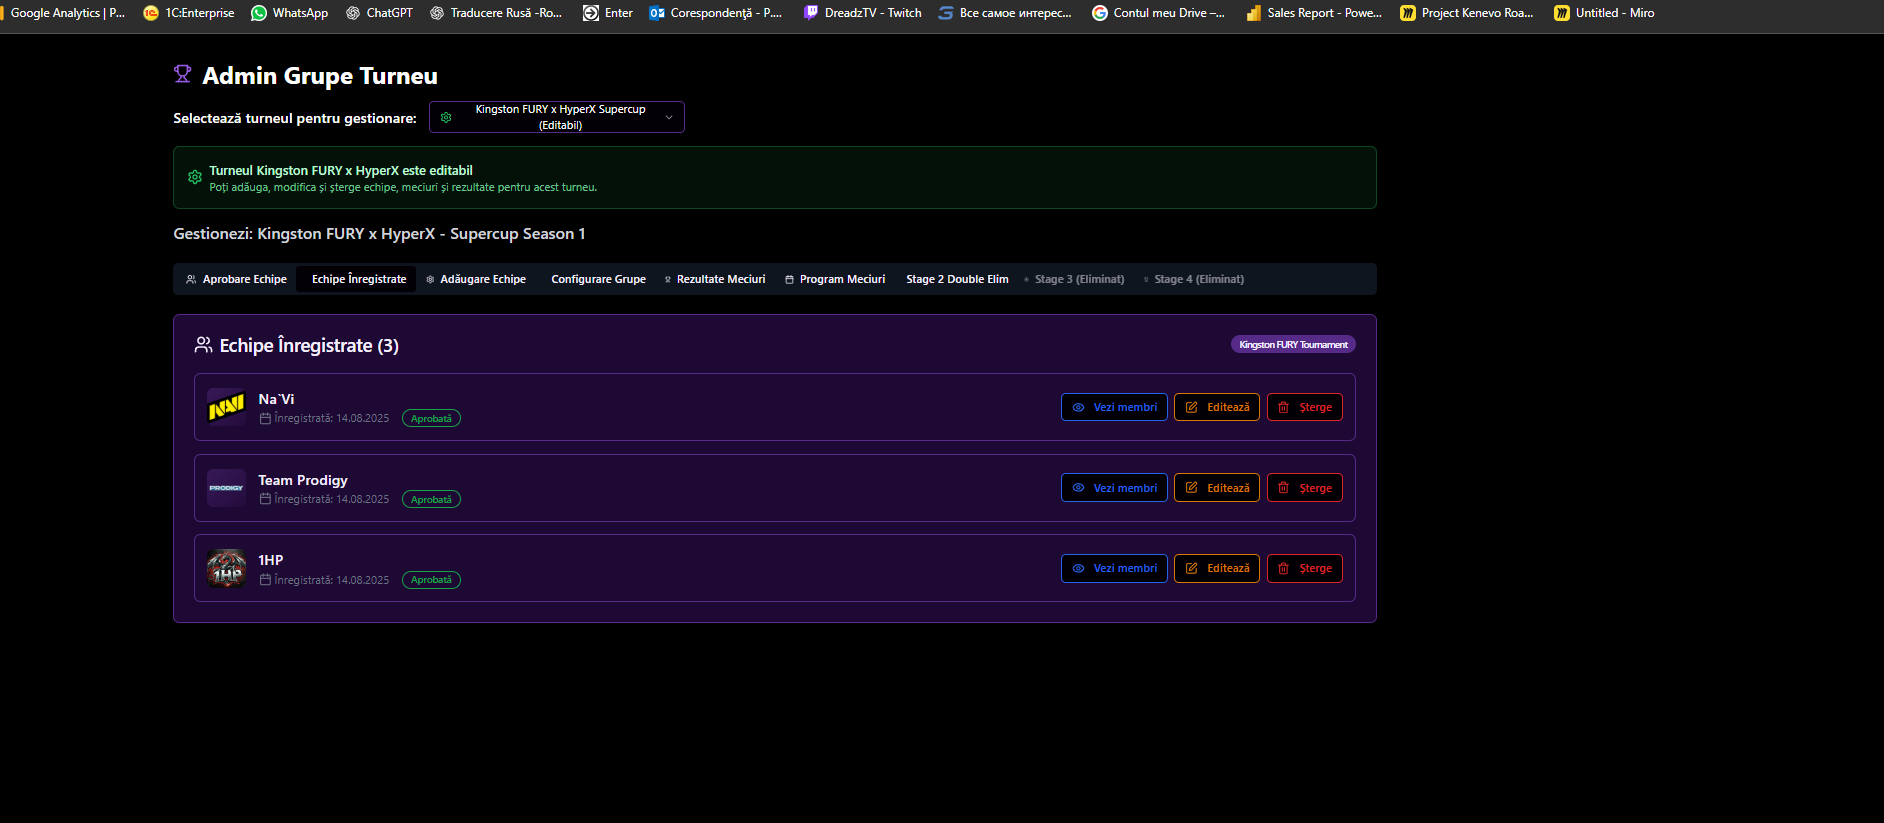 Google Analytics | P...
1C:Enterprise
WhatsApp
ChatGPT
Traducere Rusă -Ro...
Enter
Corespondență - P....
DreadzTV - Twitch
Все самое интерес...
Contul meu Drive –...
Sales Report - Powe...
Project Kenevo Roa...
Untitled - Miro
Admin Grupe Turneu
Selectează turneul pentru gestionare:
Kingston FURY x HyperX Supercup
(Editabil)
Turneul Kingston FURY x HyperX este editabil
Poți adăuga, modifica și șterge echipe, meciuri și rezultate pentru acest turneu.
Gestionezi: Kingston FURY x HyperX - Supercup Season 1
Aprobare Echipe
Echipe Înregistrate
Adăugare Echipe
Configurare Grupe
Rezultate Meciuri
Program Meciuri
Stage 2 Double Elim
Stage 3 (Eliminat)
Stage 4 (Eliminat)
Echipe Înregistrate (3)
Kingston FURY Tournament
Na`Vi
Înregistrată: 14.08.2025
Aprobată
Vezi membri
Editează
Șterge
PRODIGY
Team Prodigy
Înregistrată: 14.08.2025
Aprobată
Vezi membri
Editează
Șterge
1HP
1HP
Înregistrată: 14.08.2025
Aprobată
Vezi membri
Editează
Șterge